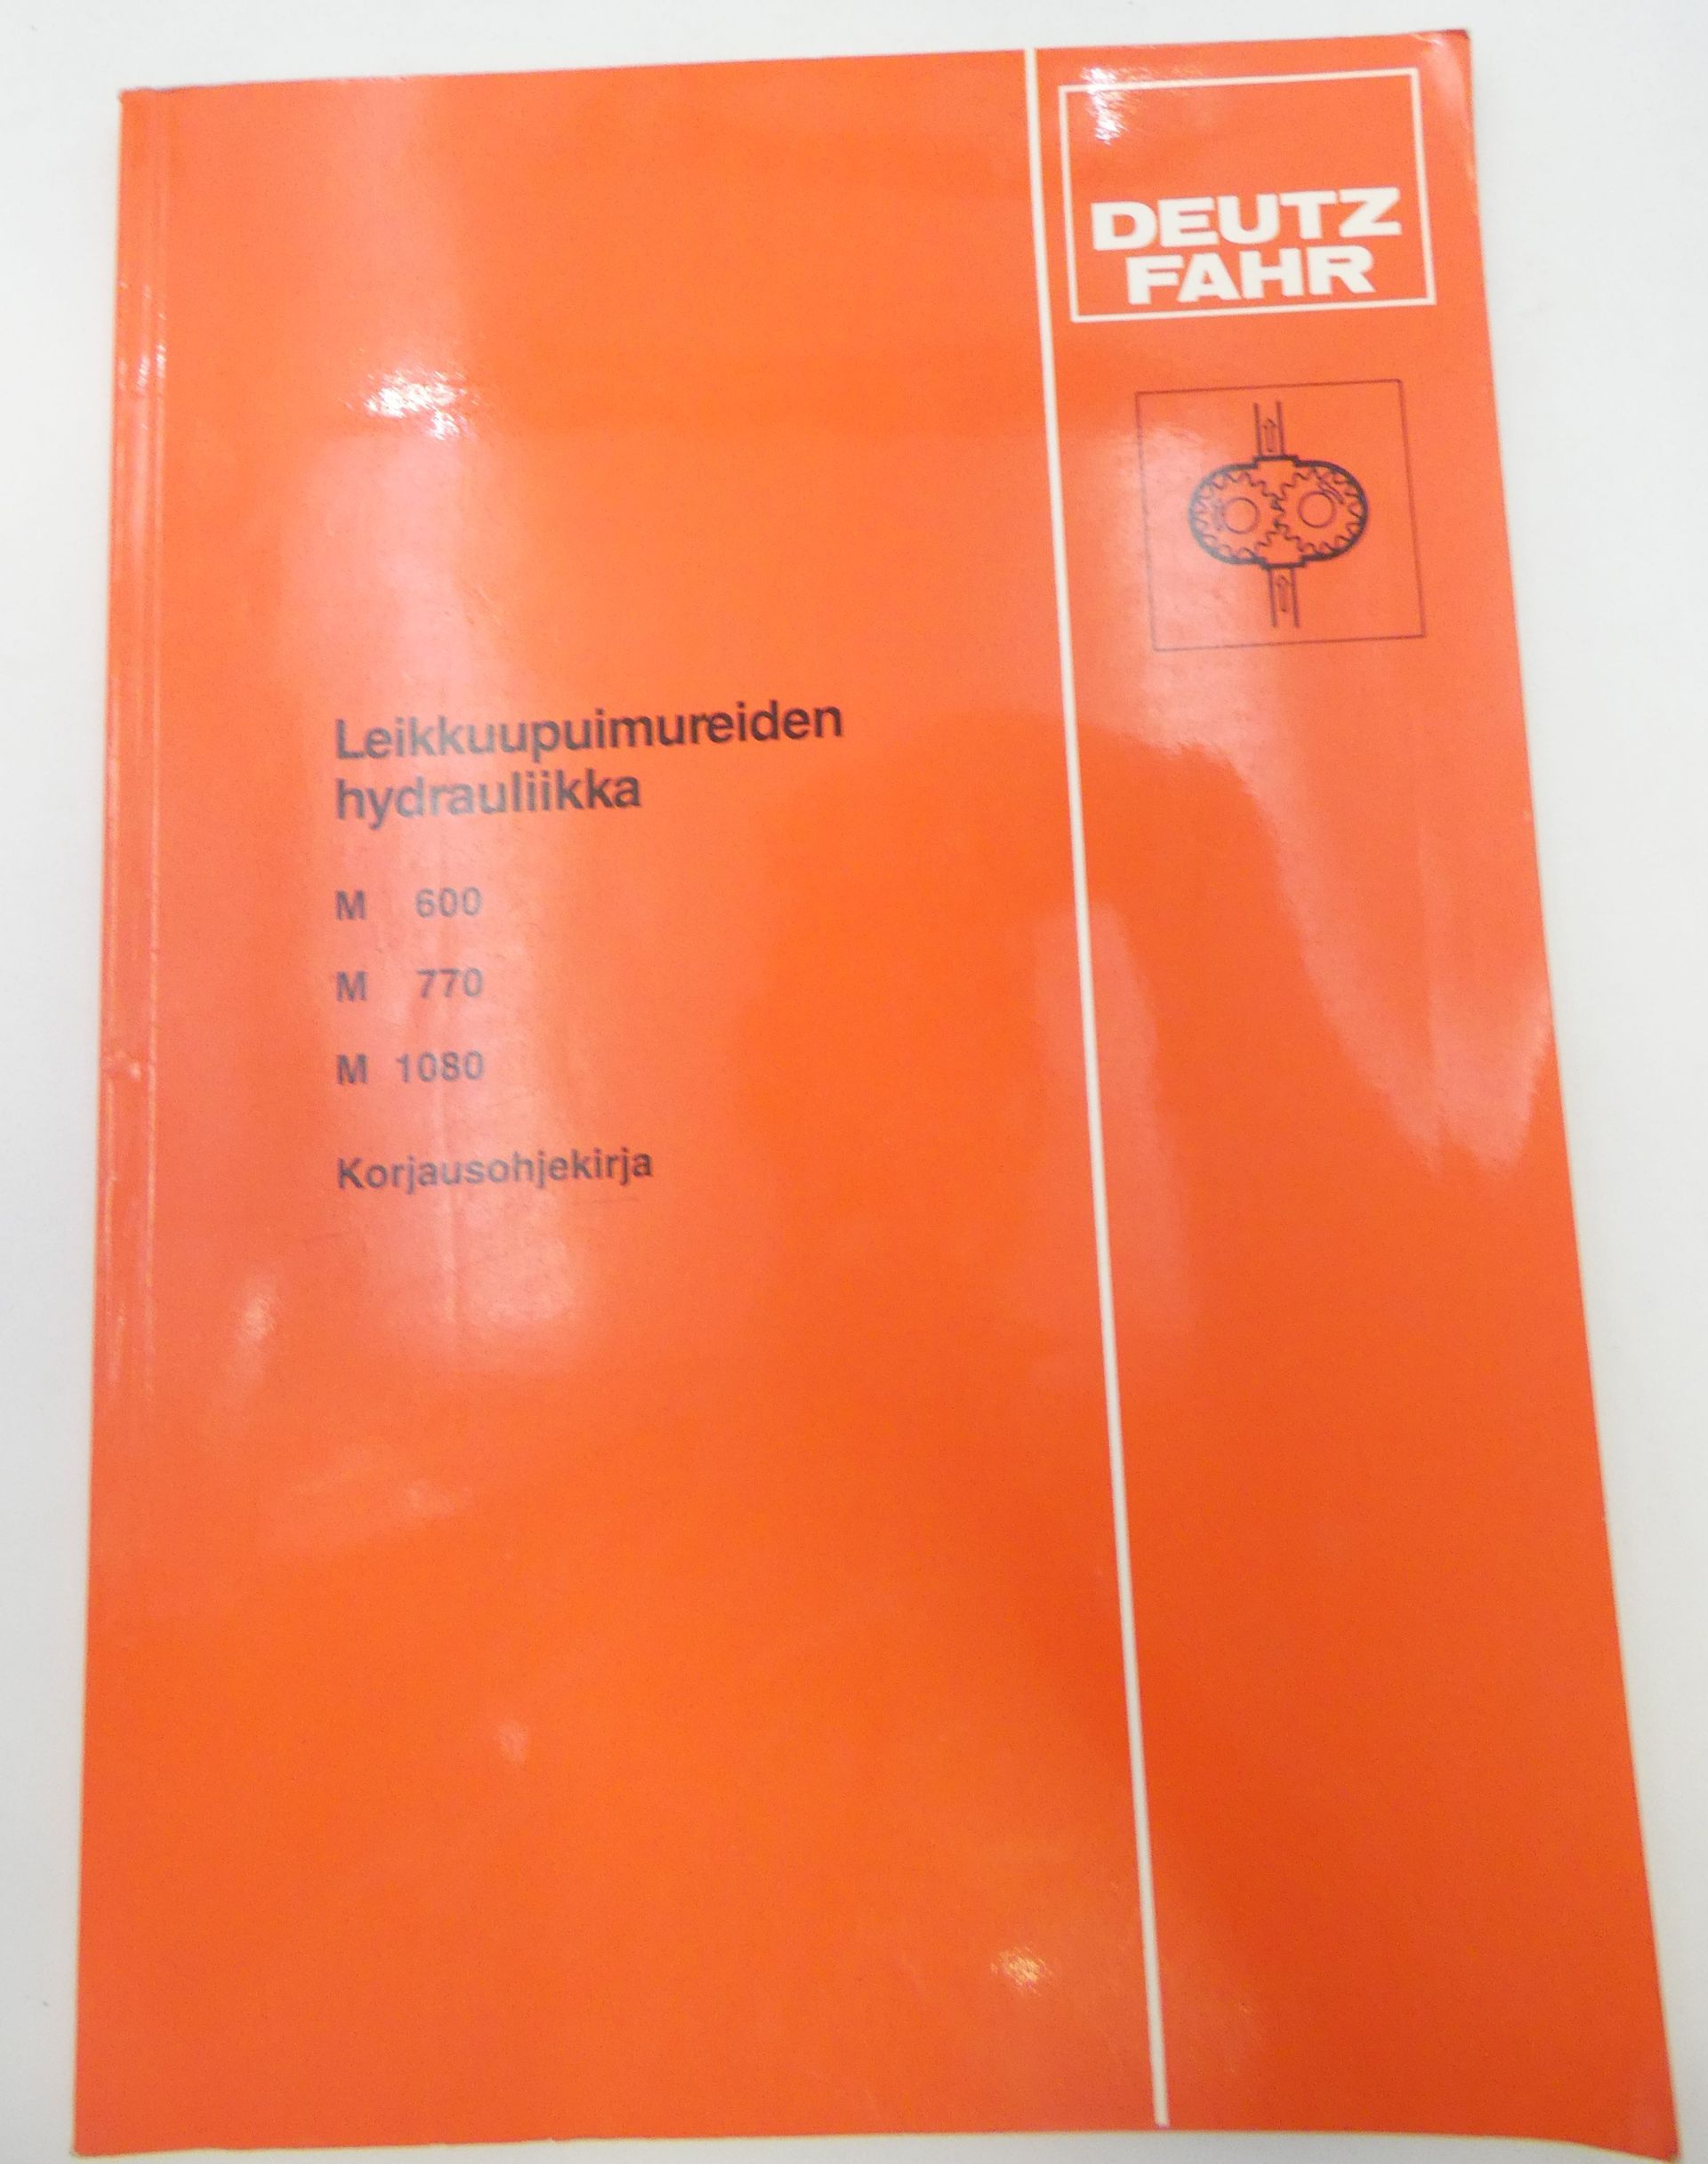 DEUTZ
FAHR
Leikkuupuimureiden
hydrauliikka
M 600
M 770
M 1080
Korjausohjekirja